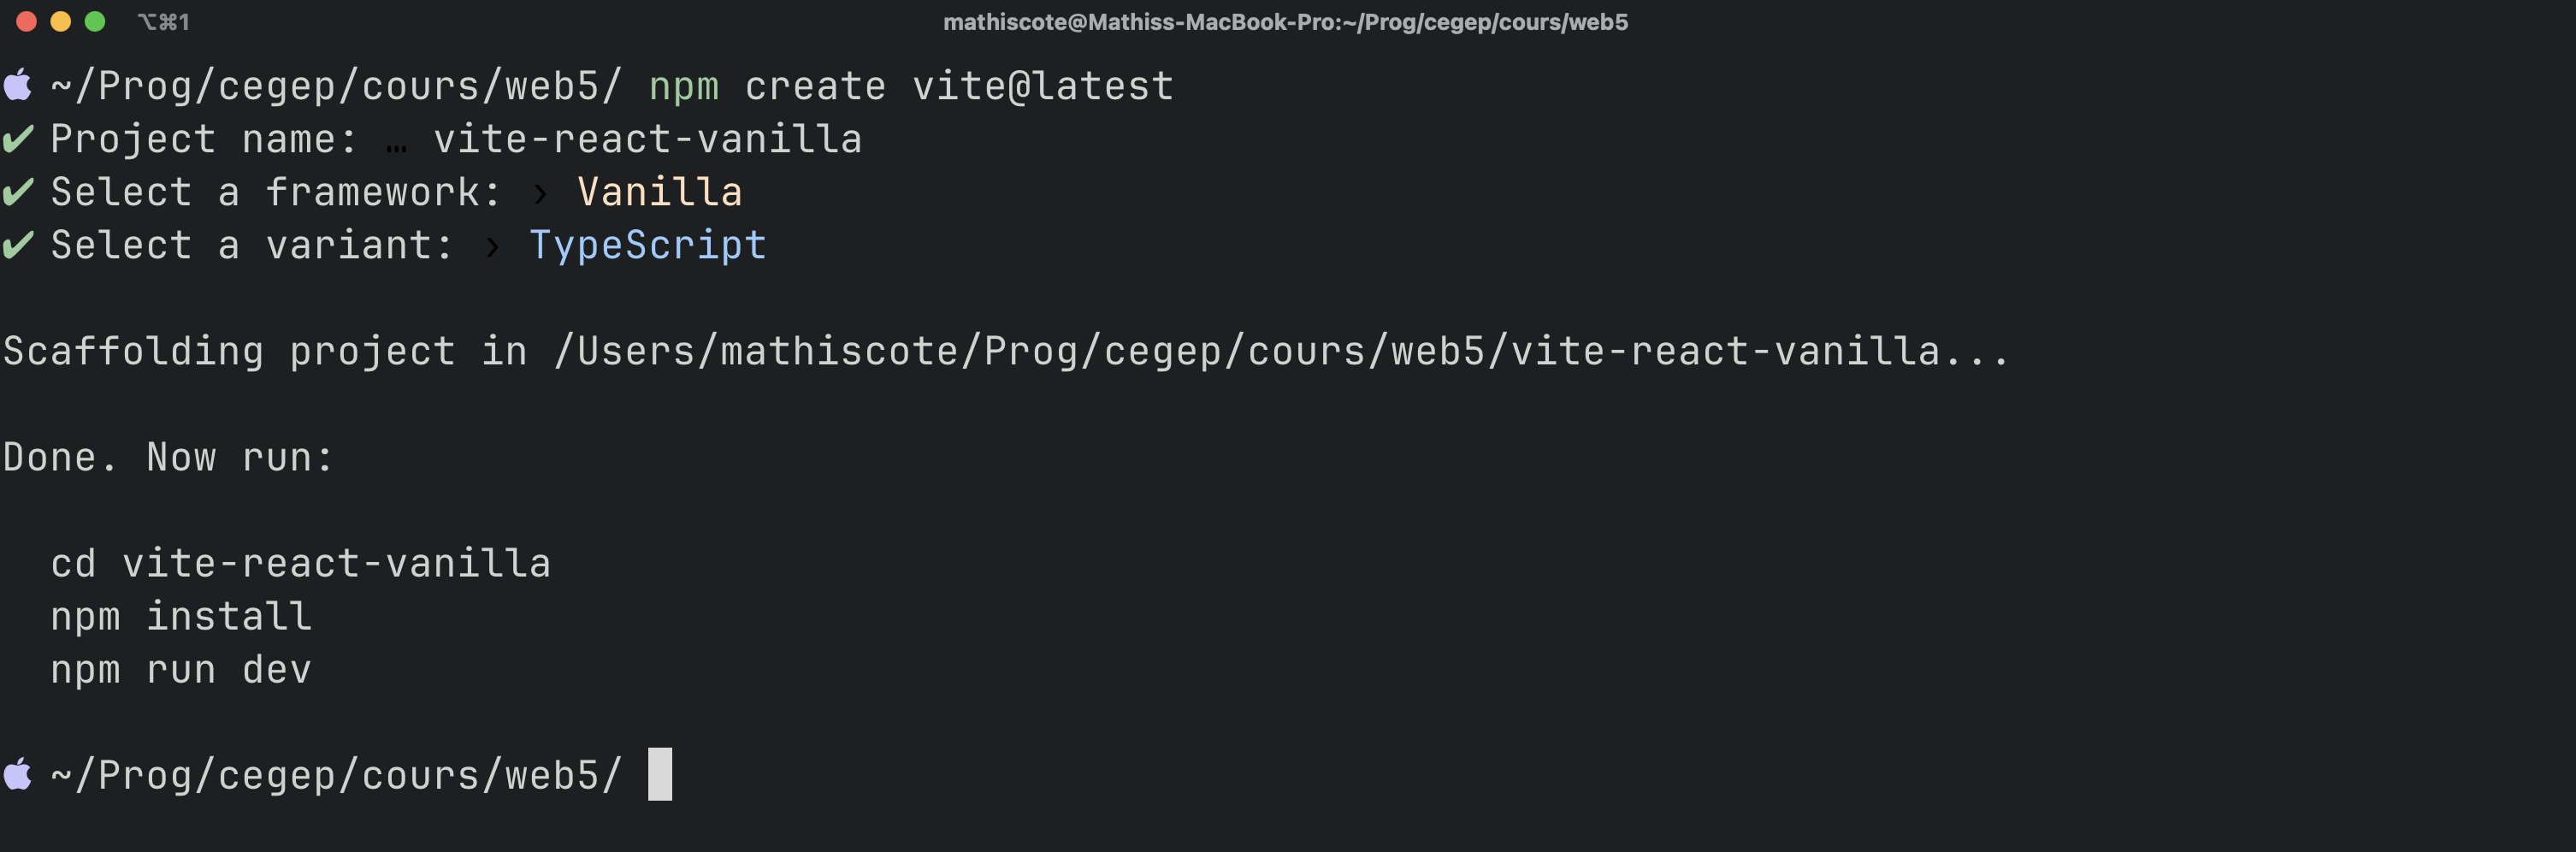 ⌥⌘1 mathiscote@Mathiss-MacBook-Pro:~/Prog/cegep/cours/web5
~/Prog/cegep/cours/web5/ npm create vite@latest
✔ Project name: … vite-react-vanilla
✔ Select a framework: › Vanilla
✔ Select a variant: › TypeScript
Scaffolding project in /Users/mathiscote/Prog/cegep/cours/web5/vite-react-vanilla...
Done. Now run:
cd vite-react-vanilla
npm install
npm run dev
~/Prog/cegep/cours/web5/